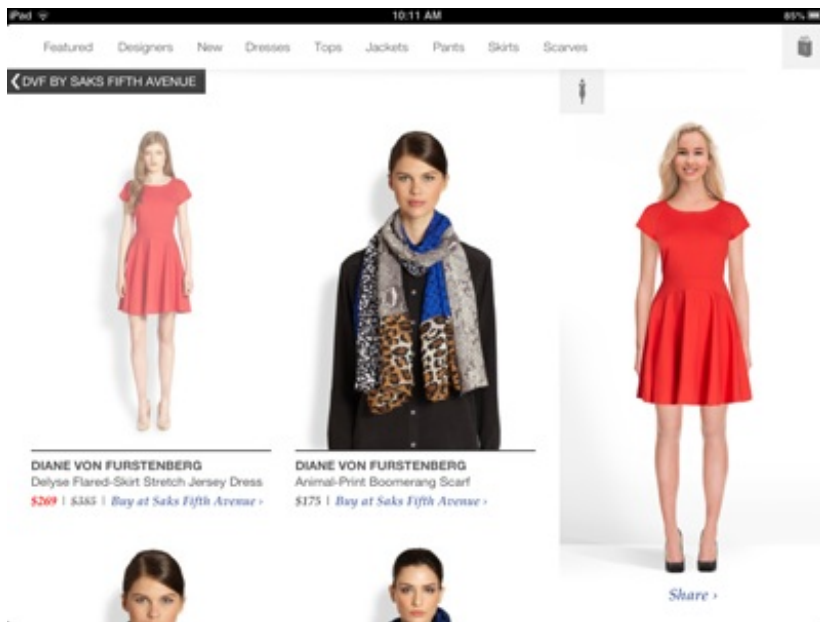 iPad 10:11 AM 85%
Featured Designers New Dresses Tops Jackets Pants Skirts Scarves
DVF BY SAKS FIFTH AVENUE
DIANE VON FURSTENBERG
Delyse Flared-Skirt Stretch Jersey Dress
$269 | $385 | Buy at Saks Fifth Avenue ›
DIANE VON FURSTENBERG
Animal-Print Boomerang Scarf
$175 | Buy at Saks Fifth Avenue ›
Share ›